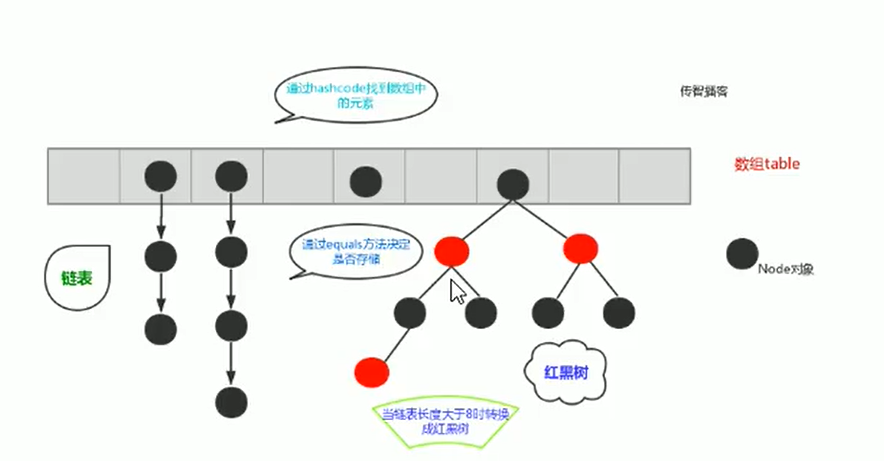 通过hashcode找到数组中
的元素
传智播客
数组table
通过equals方法决定
是否存储
链表
Node对象
红黑树
当链表长度大于8时转换
成红黑树